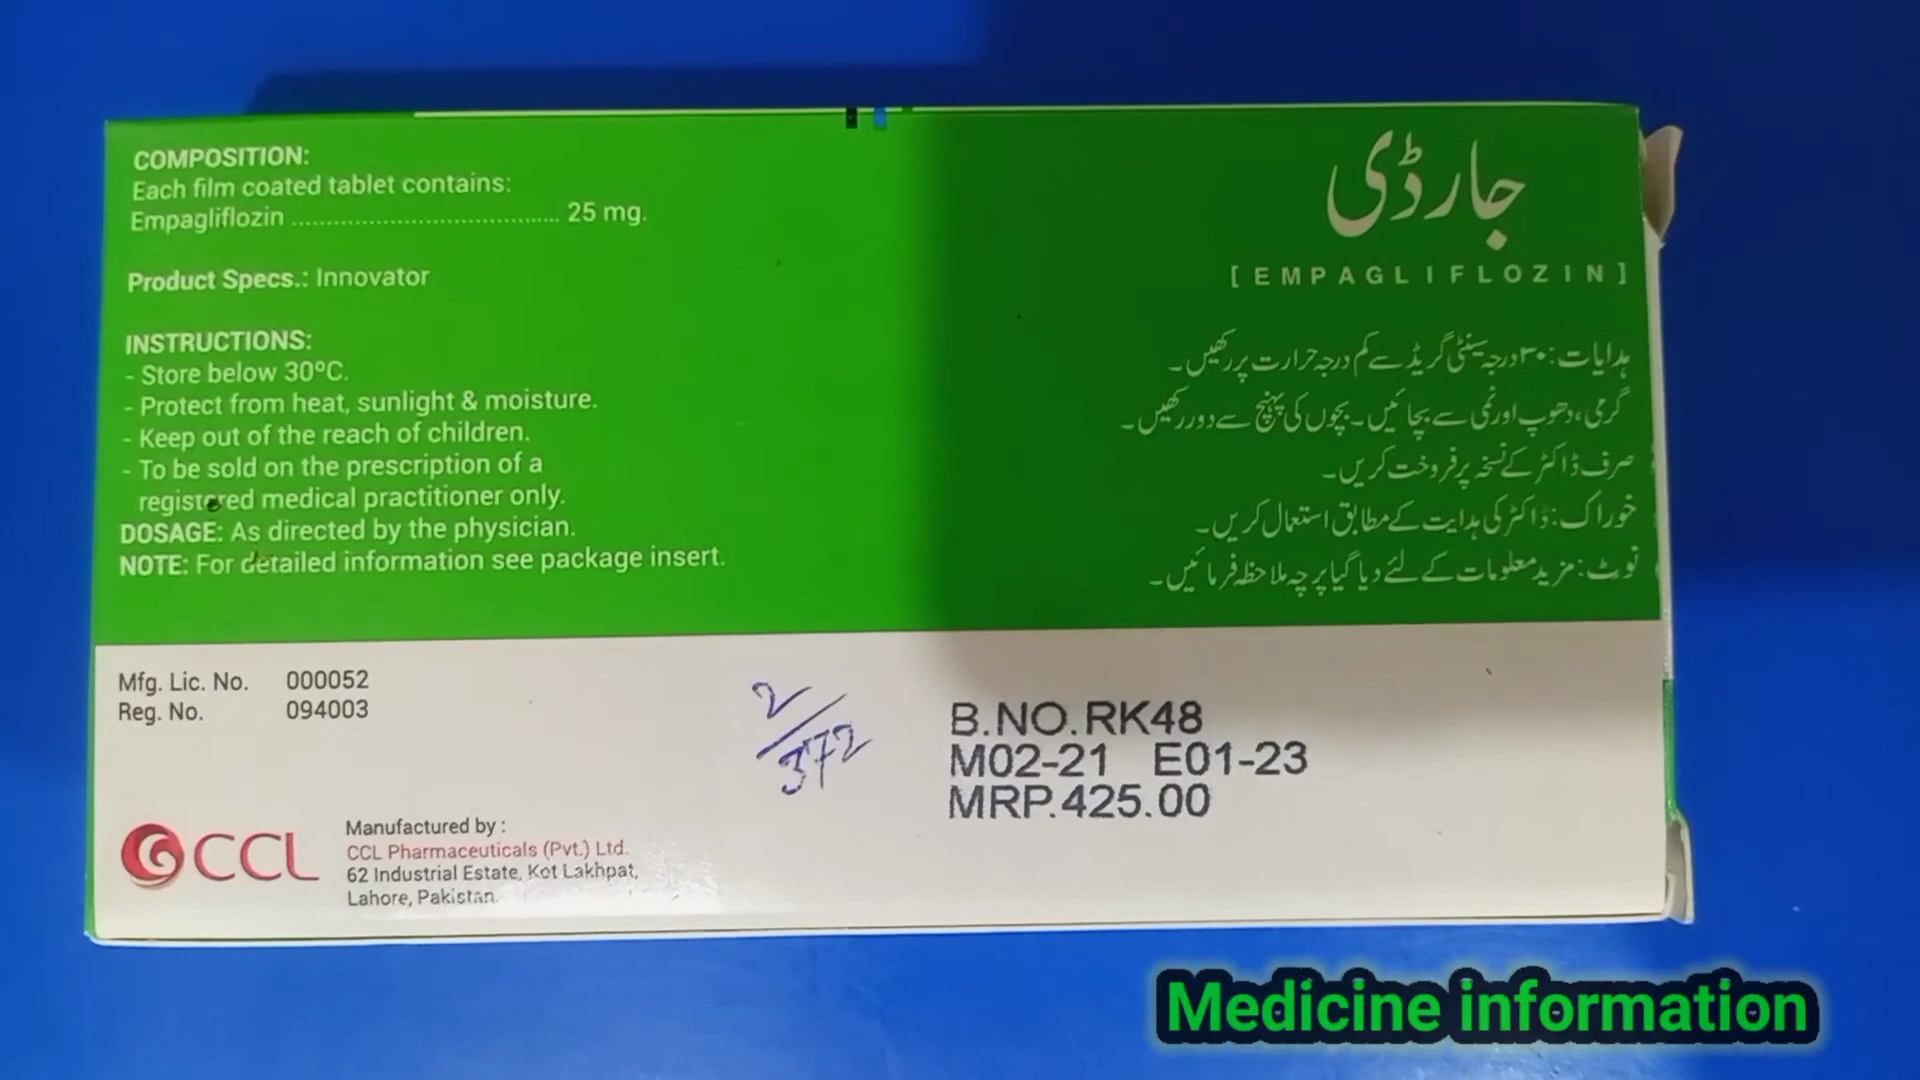 COMPOSITION:
Each film coated tablet contains:
Empagliflozin ................................................ 25 mg.
Product Specs.: Innovator
INSTRUCTIONS:
- Store below 30ºC.
- Protect from heat, sunlight & moisture.
- Keep out of the reach of children.
- To be sold on the prescription of a
registered medical practitioner only.
DOSAGE: As directed by the physician.
NOTE: For detailed information see package insert.
جارڈی
[EMPAGLIFLOZIN]
ہدایات: ۳۰ درجہ سینٹی گریڈ سے کم درجہ حرارت پر رکھیں۔
گرمی، دھوپ اور نمی سے بچائیں۔ بچوں کی پہنچ سے دور رکھیں۔
صرف ڈاکٹر کے نسخہ پر فروخت کریں۔
خوراک: ڈاکٹر کی ہدایت کے مطابق استعمال کریں۔
نوٹ: مزید معلومات کے لئے دیا گیا پرچہ ملاحظہ فرمائیں۔
Mfg. Lic. No. 000052
Reg. No. 094003
2/372
B.NO.RK48
M02-21 E01-23
MRP.425.00
CCL
Manufactured by :
CCL Pharmaceuticals (Pvt.) Ltd.
62 Industrial Estate, Kot Lakhpat,
Lahore, Pakistan.
Medicine information